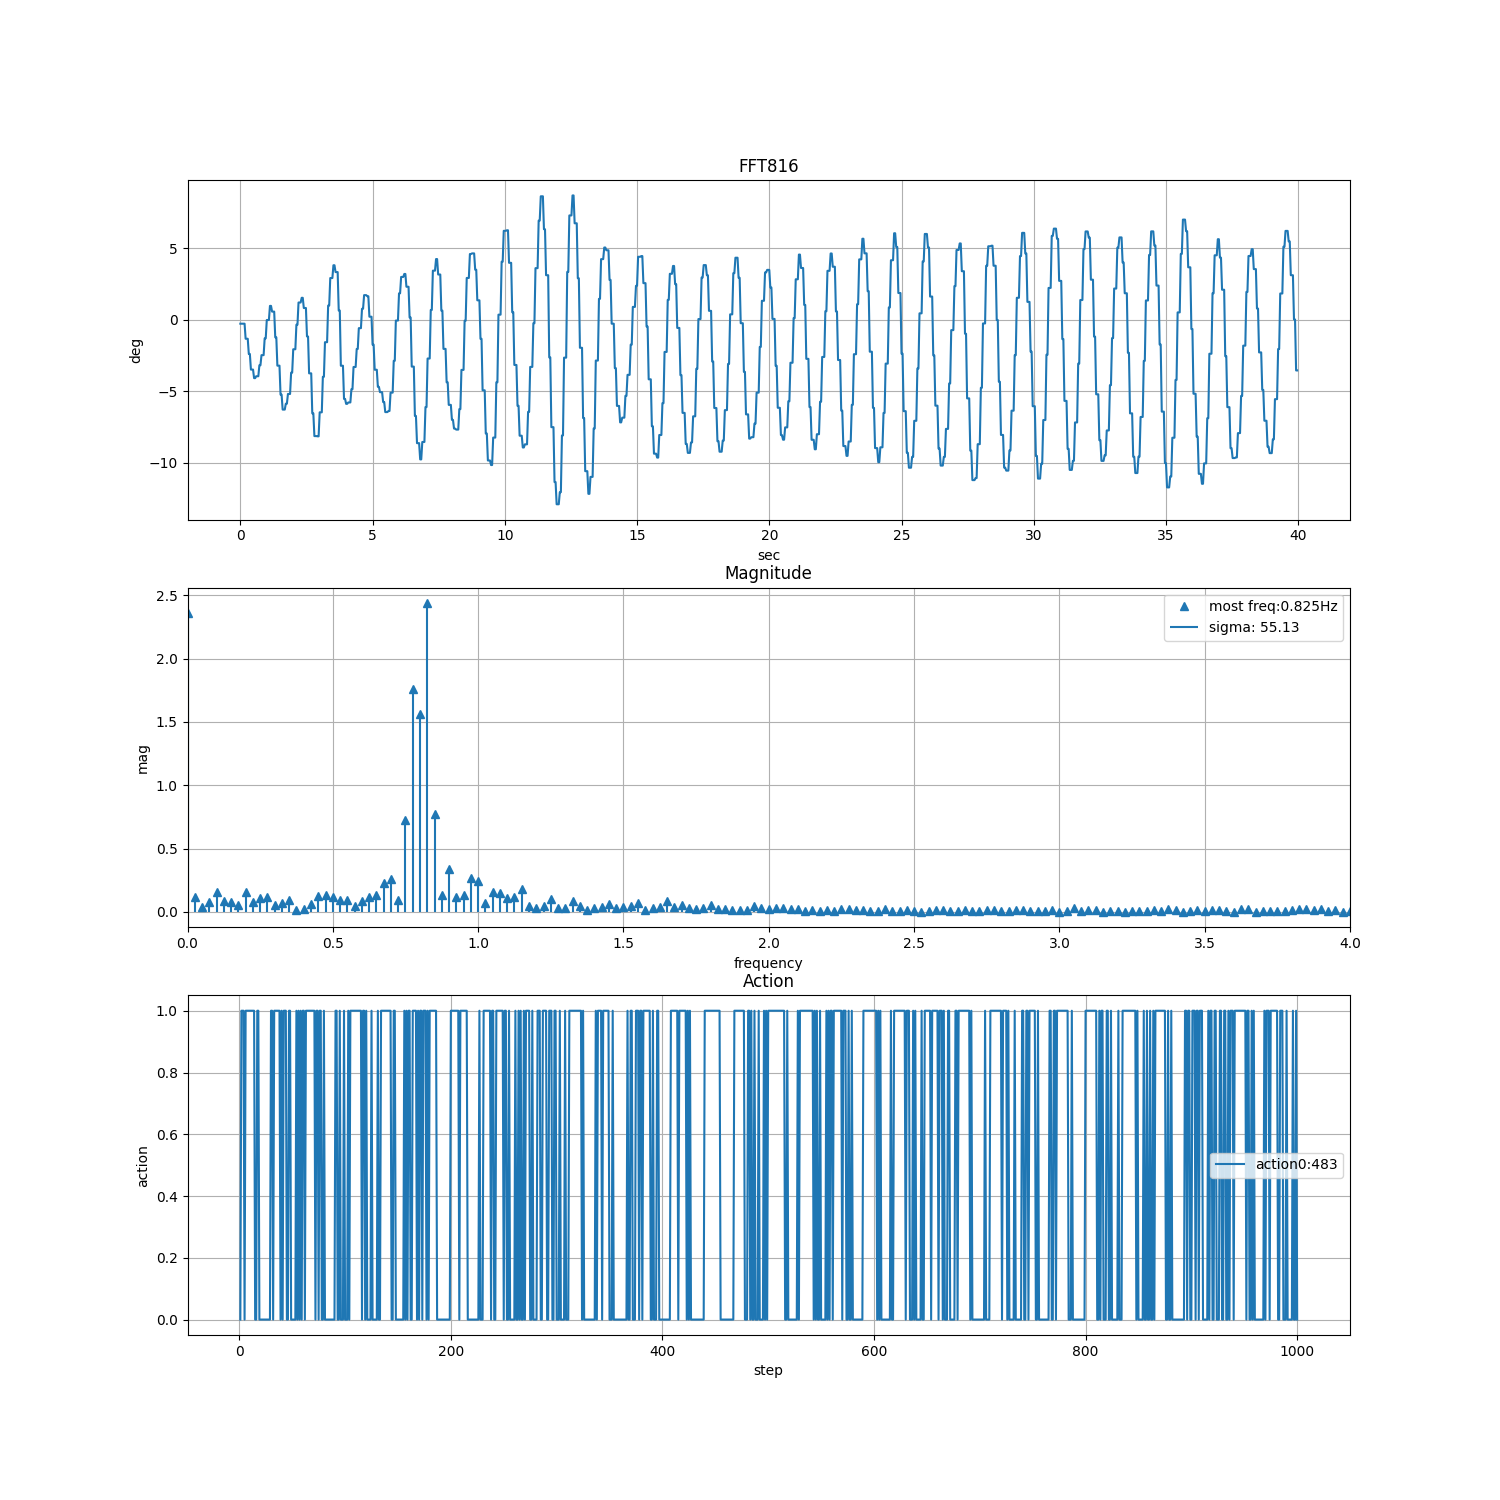 FFT816
5
0
−5
−10
deg
0 5 10 15 20 25 30 35 40
sec
Magnitude
2.5
2.0
1.5
1.0
0.5
0.0
mag
most freq:0.825Hz
sigma: 55.13
0.0 0.5 1.0 1.5 2.0 2.5 3.0 3.5 4.0
frequency
Action
1.0
0.8
0.6
0.4
0.2
0.0
action
action0:483
0 200 400 600 800 1000
step